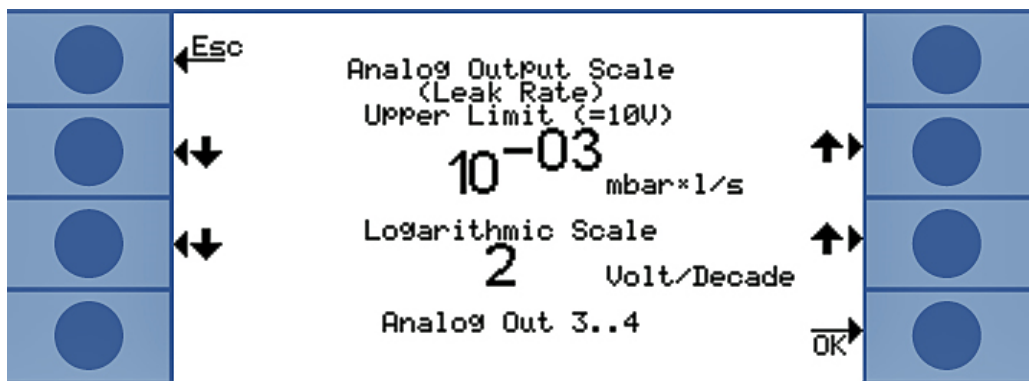 Esc
Analog Output Scale
(Leak Rate)
Upper Limit (=10V)
10⁻⁰³ mbar×l/s
Logarithmic Scale
2 Volt/Decade
Analog Out 3..4
OK